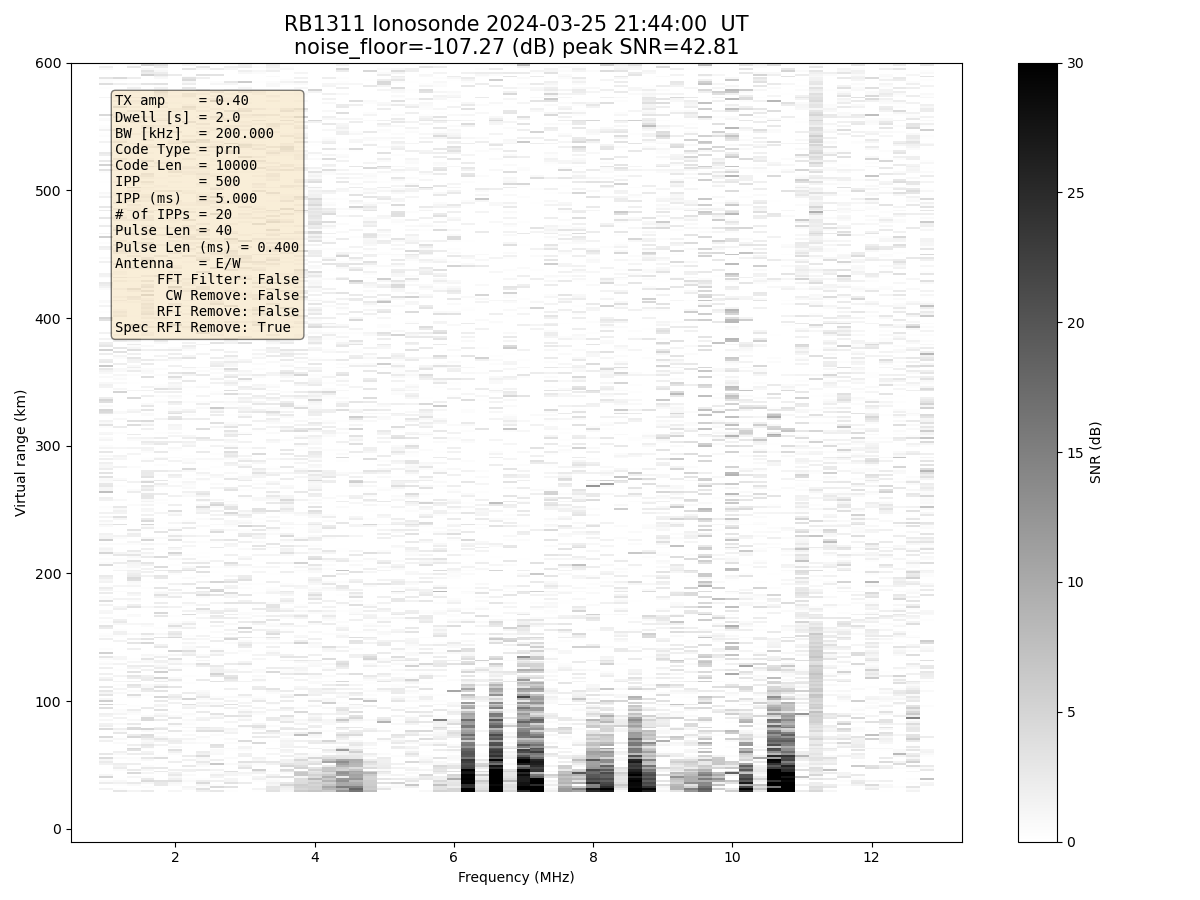 RB1311 Ionosonde 2024-03-25 21:44:00  UT
noise_floor=-107.27 (dB) peak SNR=42.81
TX amp    = 0.40
Dwell [s] = 2.0
BW [kHz]  = 200.000
Code Type = prn
Code Len  = 10000
IPP       = 500
IPP (ms)  = 5.000
# of IPPs = 20
Pulse Len = 40
Pulse Len (ms) = 0.400
Antenna   = E/W
FFT Filter: False
CW Remove: False
RFI Remove: False
Spec RFI Remove: True
600
500
400
300
200
100
0
Virtual range (km)
2
4
6
8
10
12
Frequency (MHz)
30
25
20
15
10
5
0
SNR (dB)